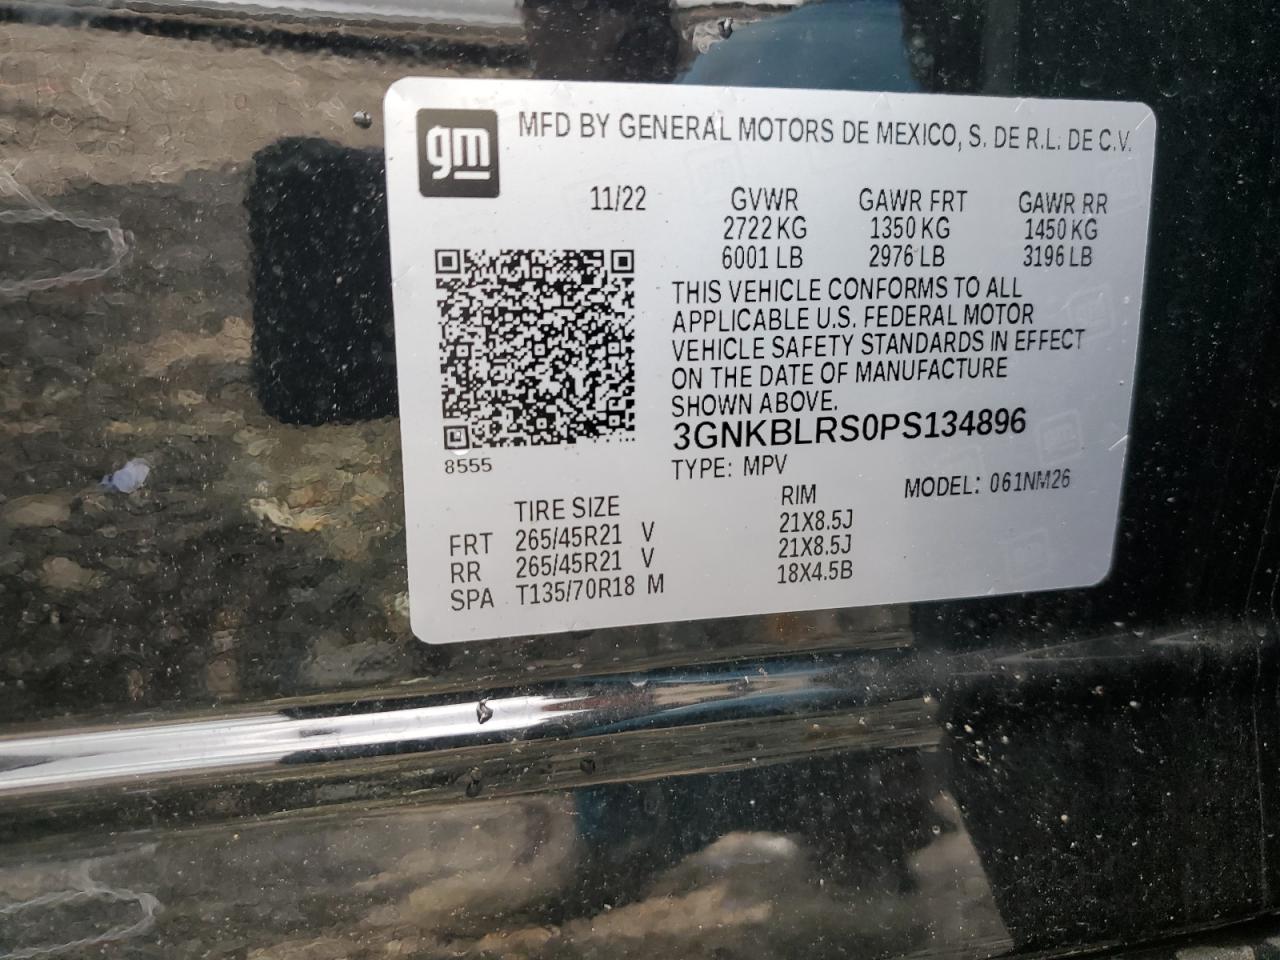 gm
MFD BY GENERAL MOTORS DE MEXICO, S. DE R.L. DE C.V.
11/22 GVWR GAWR FRT GAWR RR
2722 KG 1350 KG 1450 KG
6001 LB 2976 LB 3196 LB
THIS VEHICLE CONFORMS TO ALL
APPLICABLE U.S. FEDERAL MOTOR
VEHICLE SAFETY STANDARDS IN EFFECT
ON THE DATE OF MANUFACTURE
SHOWN ABOVE.
3GNKBLRS0PS134896
8555
TYPE: MPV MODEL: 061NM26
TIRE SIZE RIM
FRT 265/45R21 V 21X8.5J
RR 265/45R21 V 21X8.5J
SPA T135/70R18 M 18X4.5B